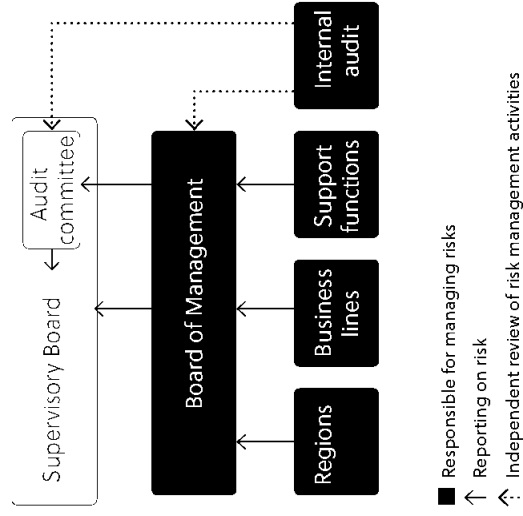 Supervisory Board
Audit
committee
Board of Management
Regions
Business
lines
Support
functions
Internal
audit
Responsible for managing risks
Reporting on risk
Independent review of risk management activities